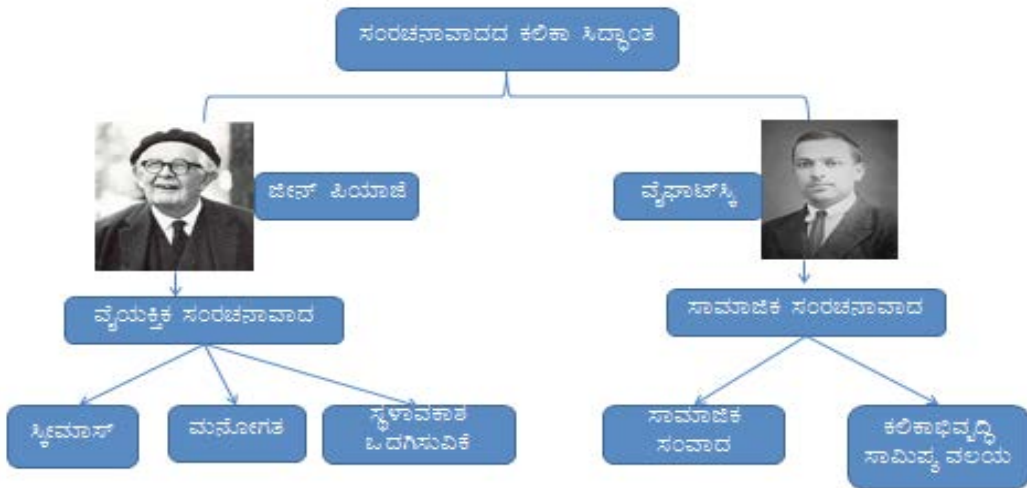 ಸಂರಚನಾವಾದದ ಕಲಿಕಾ ಸಿದ್ಧಾಂತ
ಜೀನ್ ಪಿಯಾಜೆ
ವೈಘಾಟ್‌ಸ್ಕಿ
ವೈಯಕ್ತಿಕ ಸಂರಚನಾವಾದ
ಸಾಮಾಜಿಕ ಸಂರಚನಾವಾದ
ಸ್ಕೀಮಾಸ್
ಮನೋಗತ
ಸ್ಥಳಾವಕಾಶ
ಒದಗಿಸುವಿಕೆ
ಸಾಮಾಜಿಕ
ಸಂವಾದ
ಕಲಿಕಾಭಿವೃದ್ಧಿ
ಸಾಮಿಪ್ಯ ವಲಯ